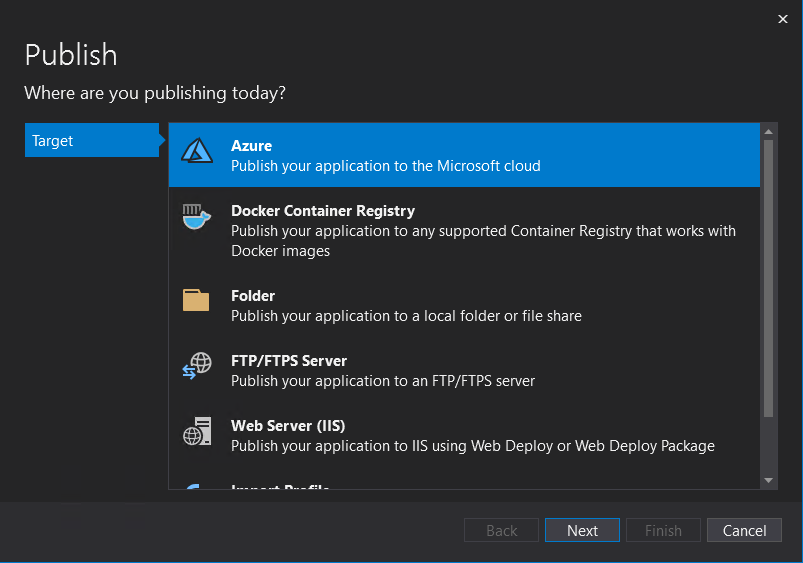 Publish
Where are you publishing today?
Target
Azure
Publish your application to the Microsoft cloud
Docker Container Registry
Publish your application to any supported Container Registry that works with
Docker images
Folder
Publish your application to a local folder or file share
FTP/FTPS Server
Publish your application to an FTP/FTPS server
Web Server (IIS)
Publish your application to IIS using Web Deploy or Web Deploy Package
Import Profile
Back
Next
Finish
Cancel